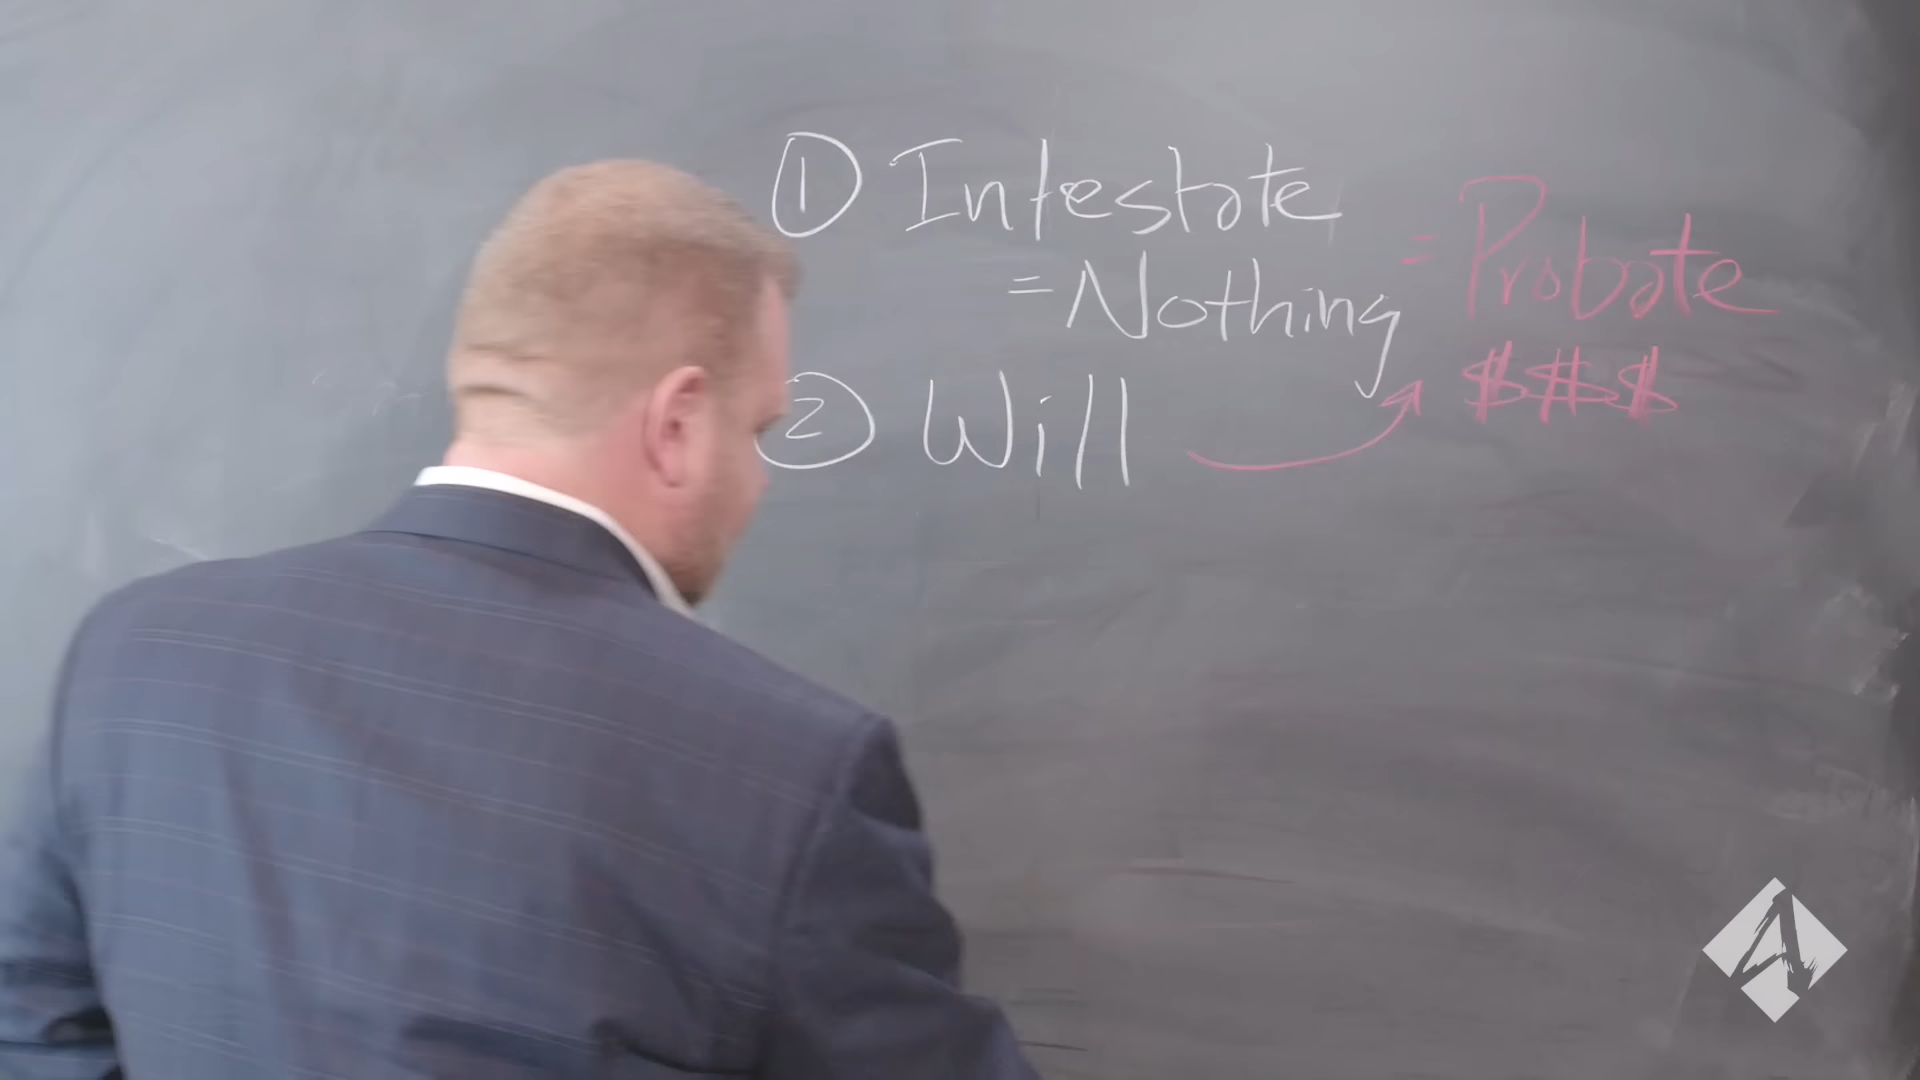 ① Intestate
= Nothing
= Probate
$$$
② Will
A